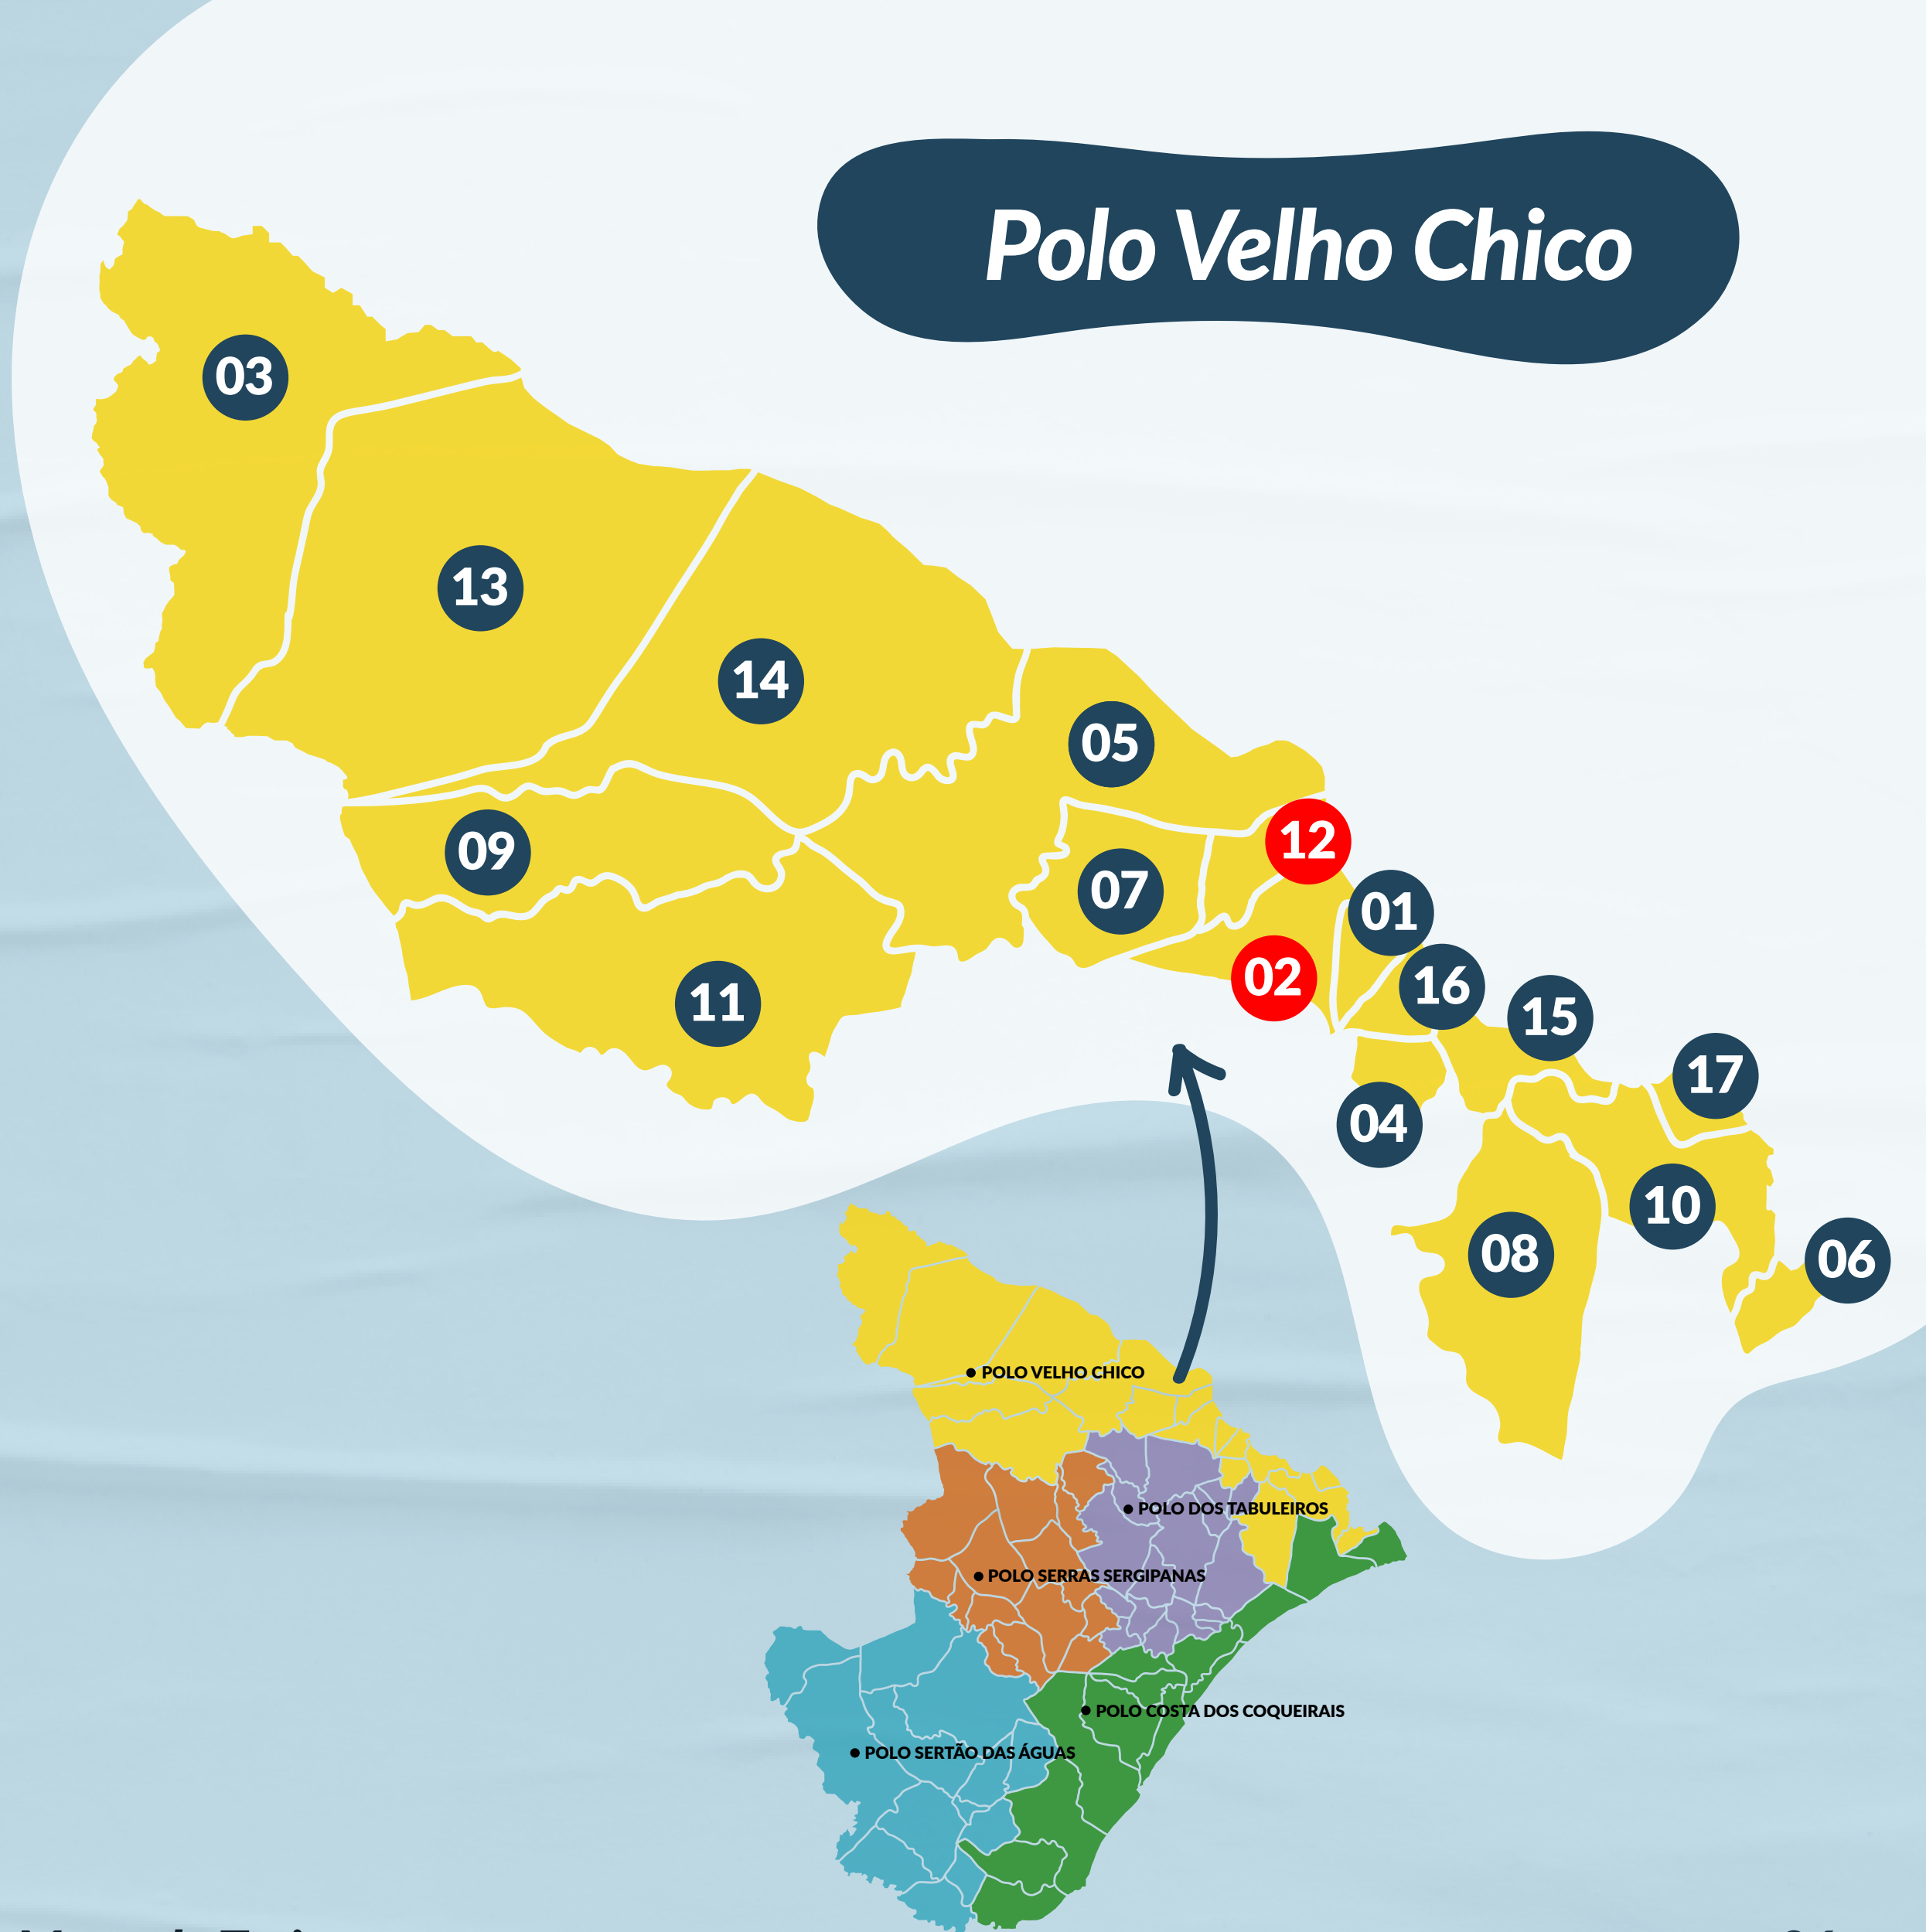 Polo Velho Chico
03
13
14
05
09
12
07
01
02
16
11
15
17
04
10
08
06
POLO VELHO CHICO
POLO DOS TABULEIROS
POLO SERRAS SERGIPANAS
POLO COSTA DOS COQUEIRAIS
POLO SERTÃO DAS ÁGUAS